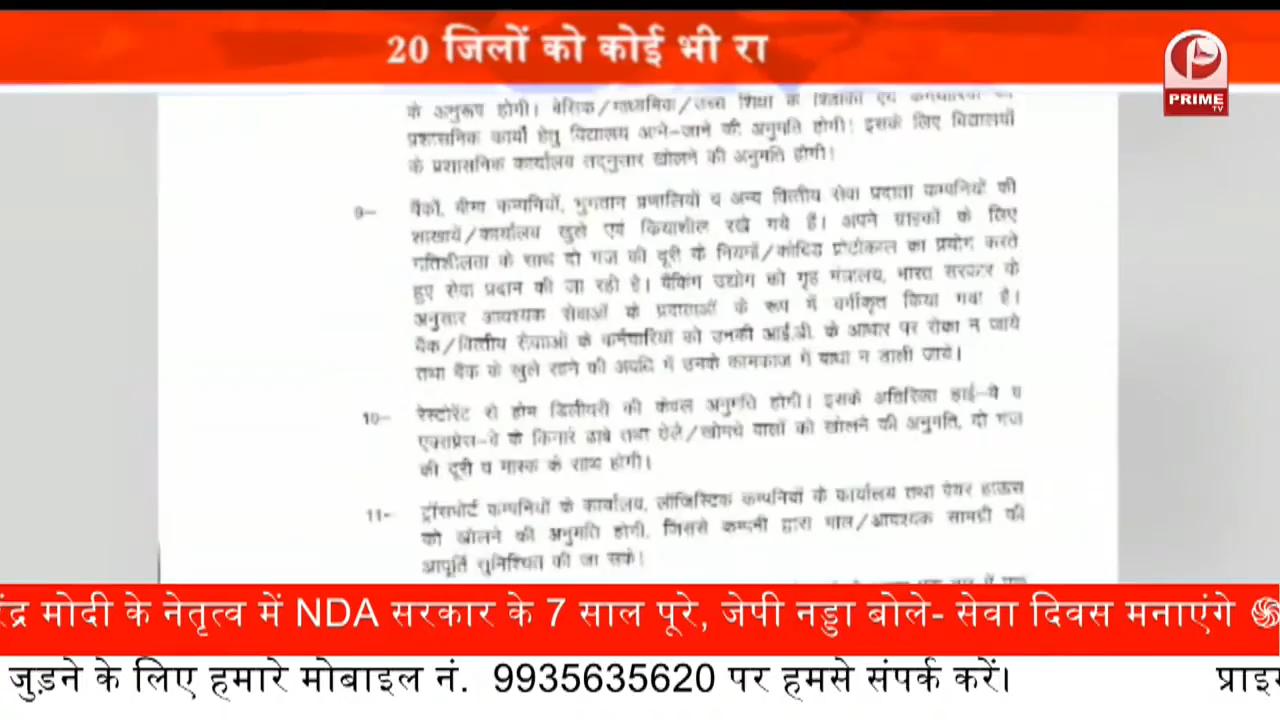 20 जिलों को कोई भी रा
PRIME
TV
के अनुरूप होगी। बेसिक/माध्यमिक/उच्च शिक्षा के शिक्षकों एवं कर्मचारियों को
प्रशासनिक कार्यों हेतु विद्यालय आने-जाने की अनुमति होगी। इसके लिए विद्यालयों
के प्रशासनिक कार्यालय तद्नुसार खोलने की अनुमति होगी।
9- बैंकों, बीमा कम्पनियों, भुगतान प्रणालियों व अन्य वित्तीय सेवा प्रदाता कम्पनियों की
शाखायें/कार्यालय खुले एवं कियाशील रखे गये हैं। अपने ग्राहकों के लिए
गतिशीलता के साथ दो गज की दूरी के नियमों/कोविड प्रोटोकाल का प्रयोग करते
हुए सेवा प्रदान की जा रही है। बैंकिंग उद्योग को गृह मंत्रालय, भारत सरकार के
अनुसार आवश्यक सेवाओं के प्रदाताओं के रूप में वर्गीकृत किया गया है।
बैंक/वित्तीय सेवाओं के कर्मचारियों को उनकी आई.डी. के आधार पर रोका न जाये
तथा बैंक के खुले रहने की अवधि में उनके कामकाज में बाधा न डाली जाये।
10- रेस्टोरेंट से होम डिलीवरी की केवल अनुमति होगी। इसके अतिरिक्त हाई-वे व
एक्सप्रेस-वे के किनारे ढाबे तथा ठेले/खोमचे वालों को खोलने की अनुमति, दो गज
की दूरी व मास्क के साथ होगी।
11- ट्रांसपोर्ट कम्पनियों के कार्यालय, लॉजिस्टिक कम्पनियों के कार्यालय तथा वेयर हाऊस
को खोलने की अनुमति होगी, जिससे कम्पनी द्वारा माल/आवश्यक सामग्री की
आपूर्ति सुनिश्चित की जा सके।
रेंद्र मोदी के नेतृत्व में NDA सरकार के 7 साल पूरे, जेपी नड्डा बोले- सेवा दिवस मनाएंगे
जुड़ने के लिए हमारे मोबाइल नं. 9935635620 पर हमसे संपर्क करें। प्राइम